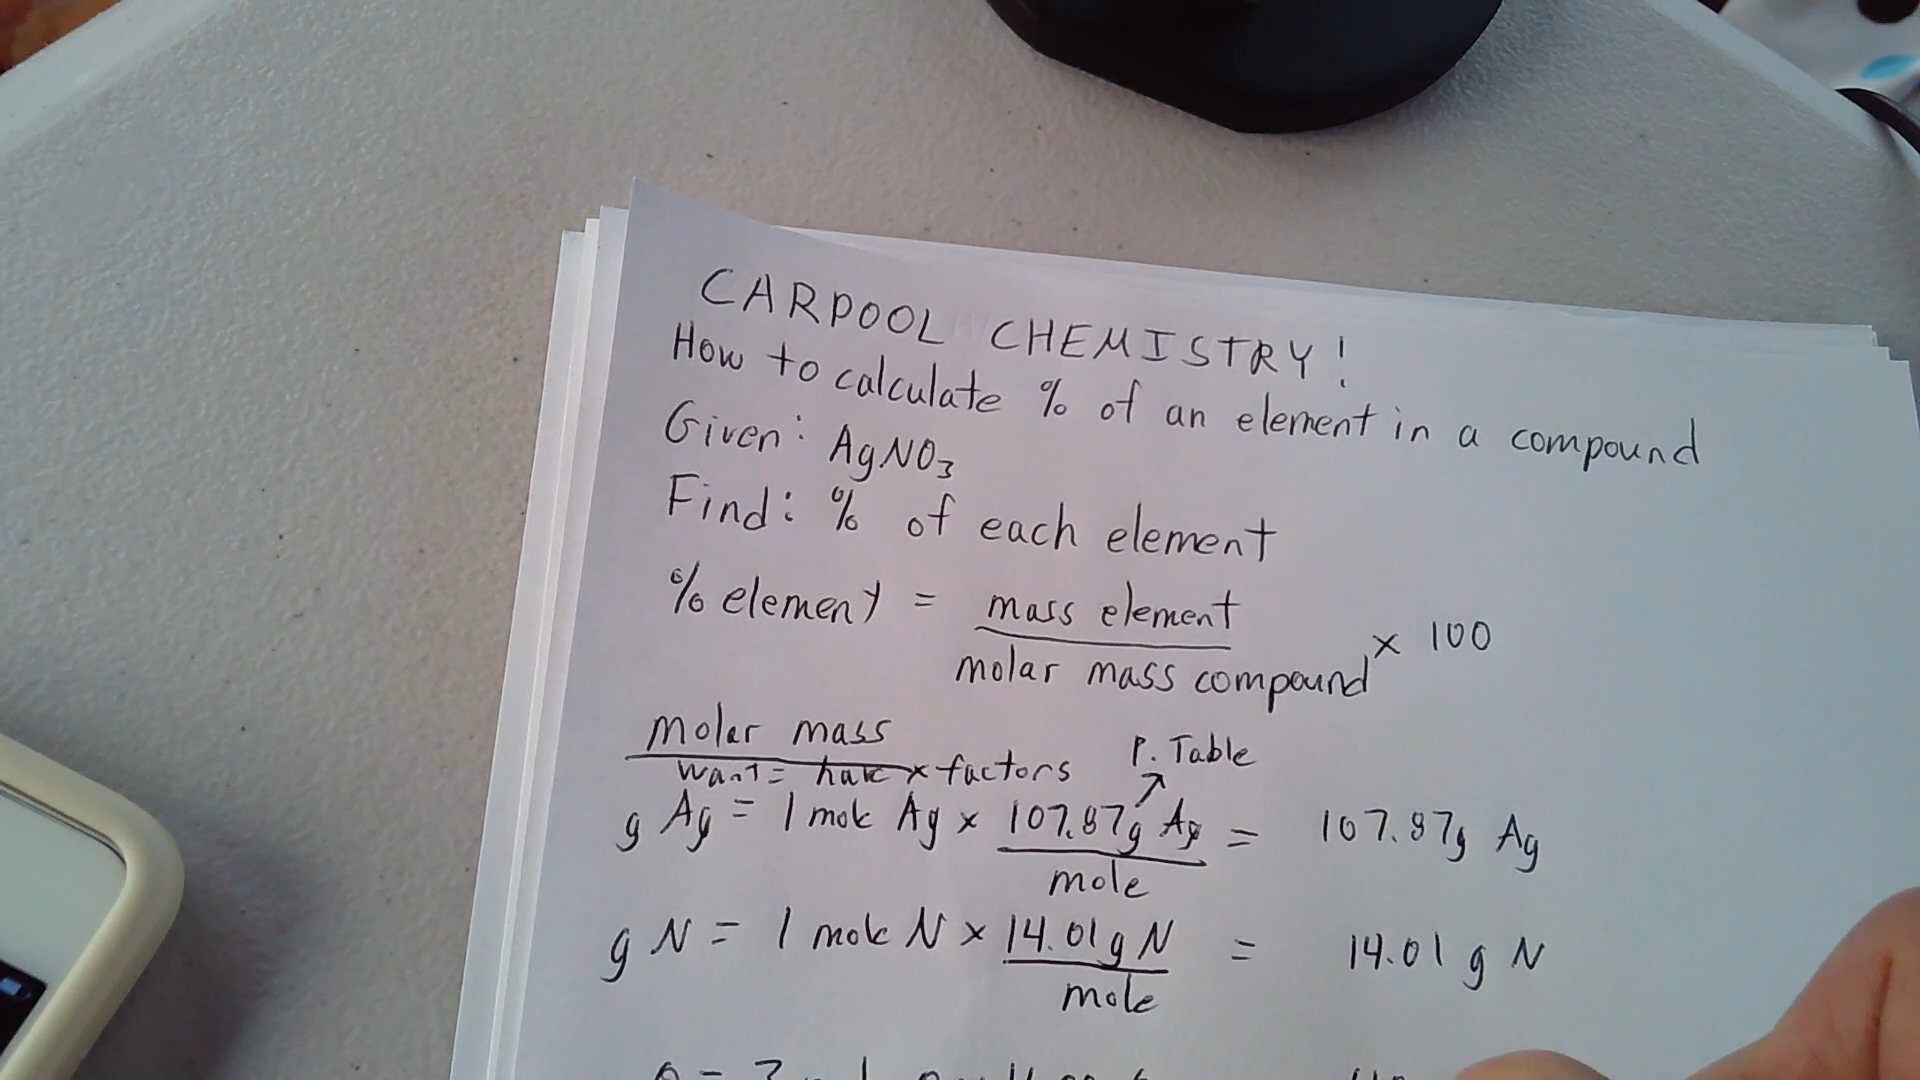 CARPOOL CHEMISTRY!
How to calculate % of an element in a compound
Given: AgNO₃
Find: % of each element
% element = mass element / molar mass compound × 100
molar mass
want = have × factors P. Table
g Ag = 1 mole Ag × 107.87g Ag / mole = 107.87g Ag
g N = 1 mole N × 14.01 g N / mole = 14.01 g N